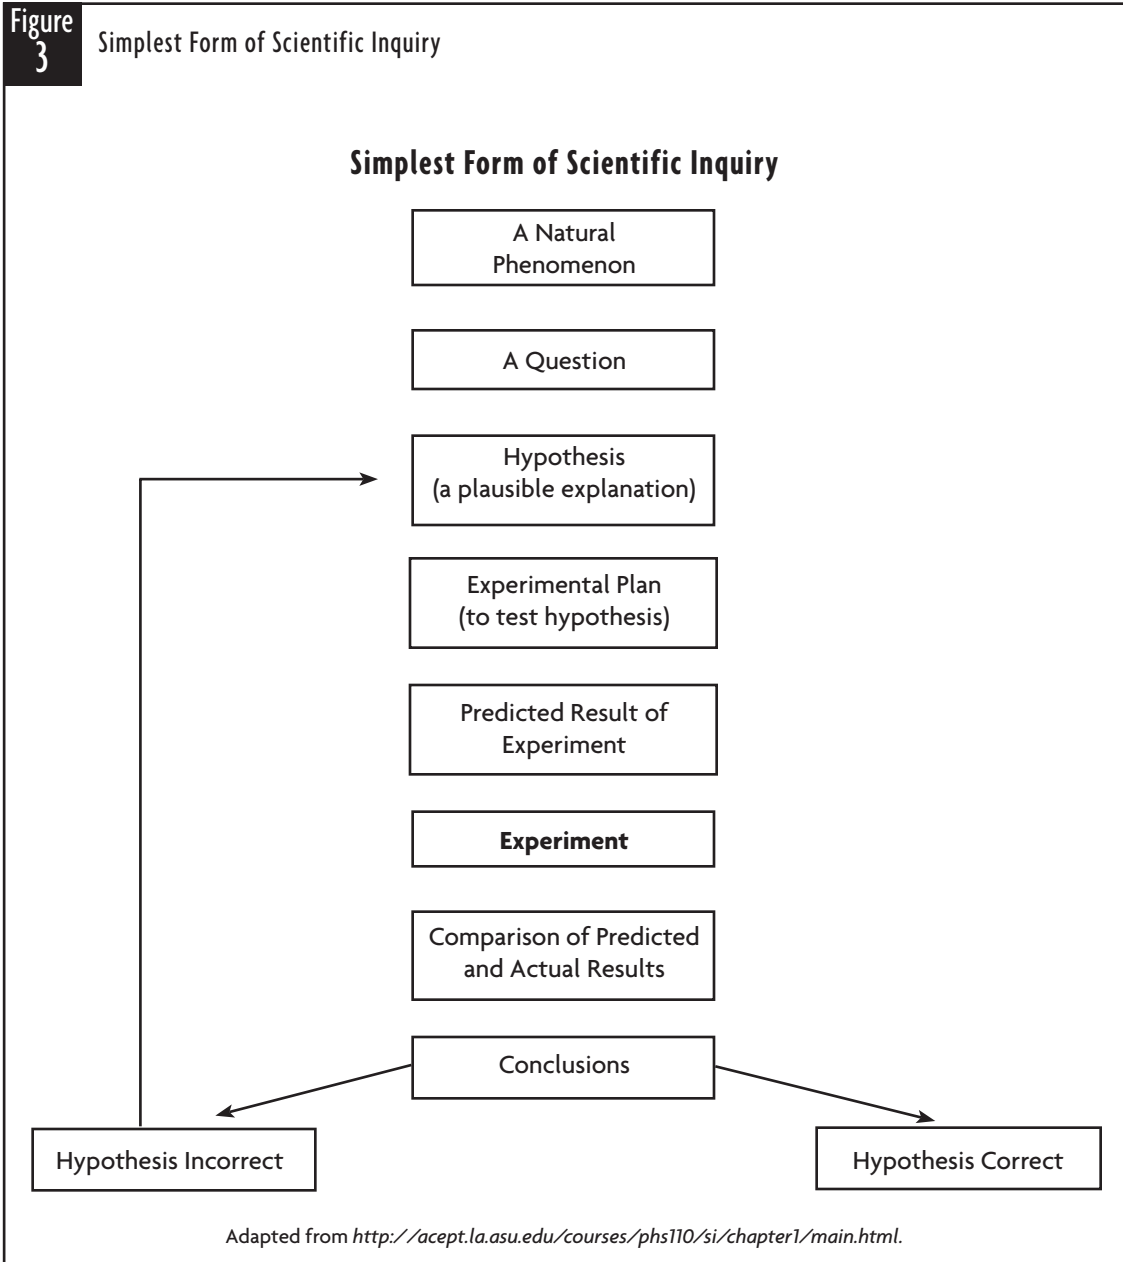 Figure
3
Simplest Form of Scientific Inquiry
Simplest Form of Scientific Inquiry
A Natural
Phenomenon
A Question
Hypothesis
(a plausible explanation)
Experimental Plan
(to test hypothesis)
Predicted Result of
Experiment
Experiment
Comparison of Predicted
and Actual Results
Conclusions
Hypothesis Incorrect
Hypothesis Correct
Adapted from http://acept.la.asu.edu/courses/phs110/si/chapter1/main.html.